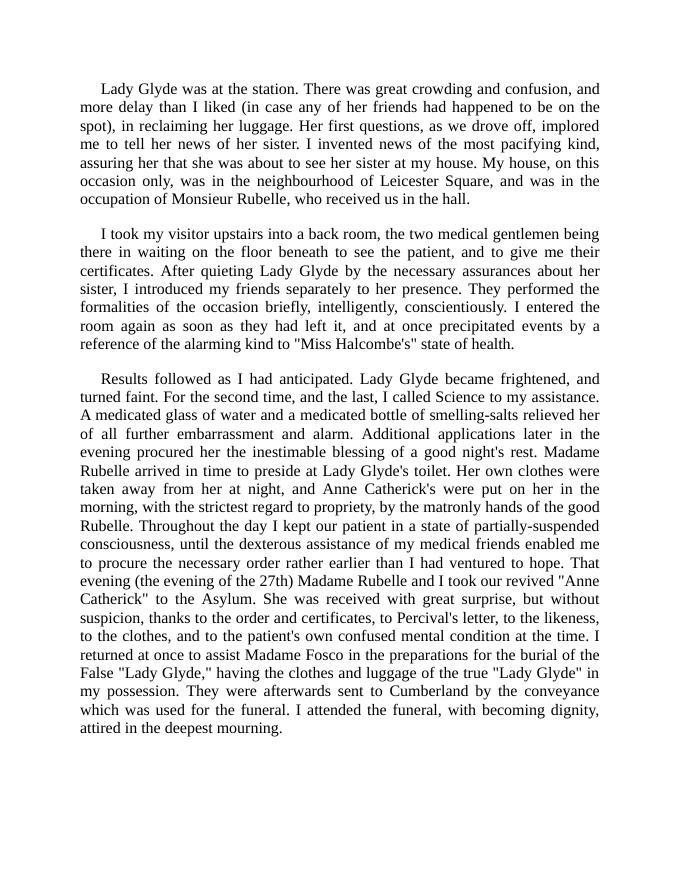 Lady Glyde was at the station. There was great crowding and confusion, and
more delay than I liked (in case any of her friends had happened to be on the
spot), in reclaiming her luggage. Her first questions, as we drove off, implored
me to tell her news of her sister. I invented news of the most pacifying kind,
assuring her that she was about to see her sister at my house. My house, on this
occasion only, was in the neighbourhood of Leicester Square, and was in the
occupation of Monsieur Rubelle, who received us in the hall.
I took my visitor upstairs into a back room, the two medical gentlemen being
there in waiting on the floor beneath to see the patient, and to give me their
certificates. After quieting Lady Glyde by the necessary assurances about her
sister, I introduced my friends separately to her presence. They performed the
formalities of the occasion briefly, intelligently, conscientiously. I entered the
room again as soon as they had left it, and at once precipitated events by a
reference of the alarming kind to "Miss Halcombe's" state of health.
Results followed as I had anticipated. Lady Glyde became frightened, and
turned faint. For the second time, and the last, I called Science to my assistance.
A medicated glass of water and a medicated bottle of smelling-salts relieved her
of all further embarrassment and alarm. Additional applications later in the
evening procured her the inestimable blessing of a good night's rest. Madame
Rubelle arrived in time to preside at Lady Glyde's toilet. Her own clothes were
taken away from her at night, and Anne Catherick's were put on her in the
morning, with the strictest regard to propriety, by the matronly hands of the good
Rubelle. Throughout the day I kept our patient in a state of partially-suspended
consciousness, until the dexterous assistance of my medical friends enabled me
to procure the necessary order rather earlier than I had ventured to hope. That
evening (the evening of the 27th) Madame Rubelle and I took our revived "Anne
Catherick" to the Asylum. She was received with great surprise, but without
suspicion, thanks to the order and certificates, to Percival's letter, to the likeness,
to the clothes, and to the patient's own confused mental condition at the time. I
returned at once to assist Madame Fosco in the preparations for the burial of the
False "Lady Glyde," having the clothes and luggage of the true "Lady Glyde" in
my possession. They were afterwards sent to Cumberland by the conveyance
which was used for the funeral. I attended the funeral, with becoming dignity,
attired in the deepest mourning.